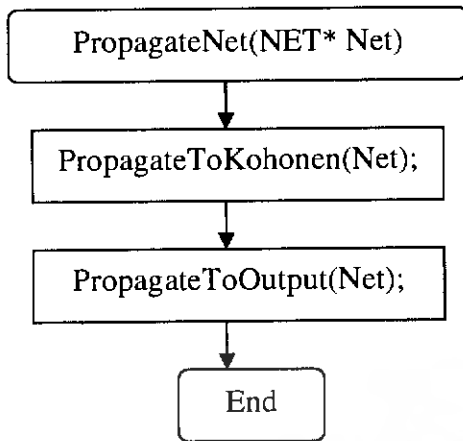 PropagateNet(NET* Net)
PropagateToKohonen(Net);
PropagateToOutput(Net);
End